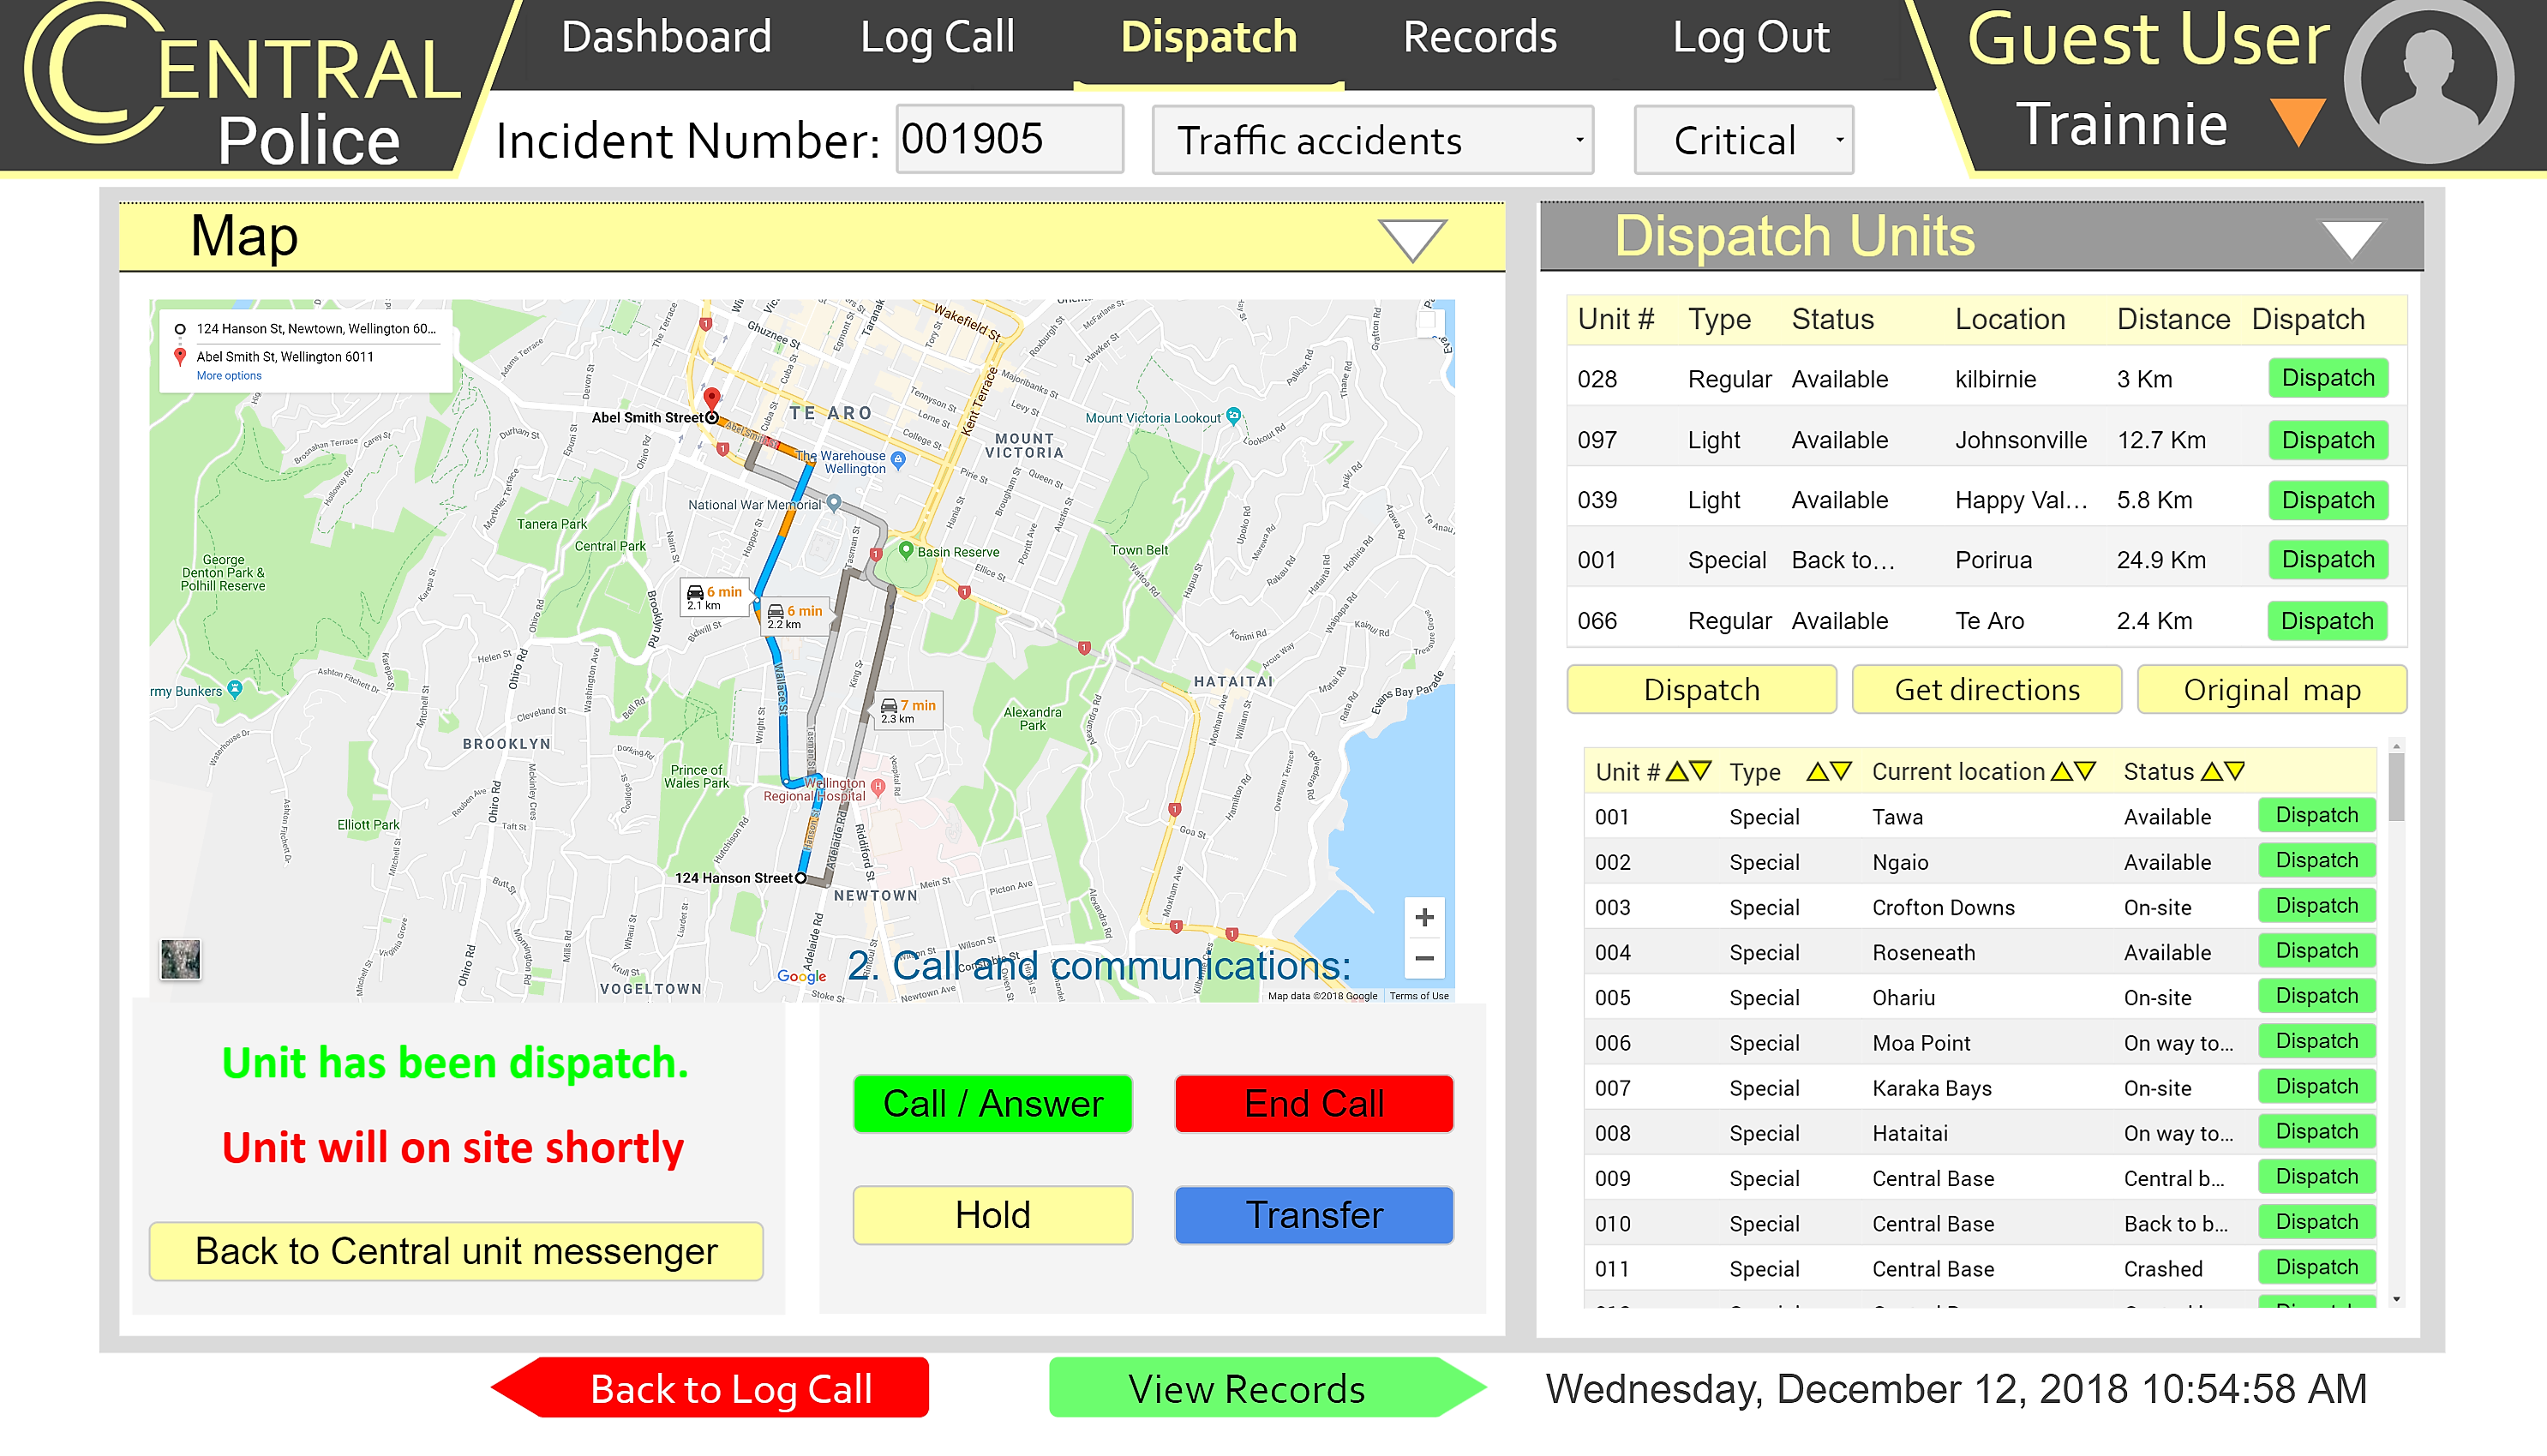 CENTRAL
Police
Dashboard
Log Call
Dispatch
Records
Log Out
Guest User
Trainnie
Incident Number:
001905
Traffic accidents
Critical
Map
124 Hanson St, Newtown, Wellington 60...
Abel Smith St, Wellington 6011
More options
Wakefield St
Ghuznee St
Kent Terrace
Abel Smith Street
TE ARO
MOUNT
VICTORIA
Mount Victoria Lookout
The Warehouse
Wellington
National War Memorial
Tanera Park
Central Park
Basin Reserve
Town Belt
George
Denton Park &
Polhill Reserve
6 min
2.1 km
6 min
2.2 km
7 min
2.3 km
HATAITAI
Alexandra
Park
Evans Bay Parade
rmy Bunkers
BROOKLYN
Prince of
Wales Park
Wellington
Regional Hospital
Elliott Park
124 Hanson Street
NEWTOWN
VOGELTOWN
Google
2. Call and communications:
Map data ©2018 Google
Terms of Use
Unit has been dispatch.
Unit will on site shortly
Back to Central unit messenger
Call / Answer
End Call
Hold
Transfer
Dispatch Units
Unit # Type Status Location Distance Dispatch
028 Regular Available kilbirnie 3 Km Dispatch
097 Light Available Johnsonville 12.7 Km Dispatch
039 Light Available Happy Val... 5.8 Km Dispatch
001 Special Back to... Porirua 24.9 Km Dispatch
066 Regular Available Te Aro 2.4 Km Dispatch
Dispatch
Get directions
Original map
Unit # Type Current location Status
001 Special Tawa Available Dispatch
002 Special Ngaio Available Dispatch
003 Special Crofton Downs On-site Dispatch
004 Special Roseneath Available Dispatch
005 Special Ohariu On-site Dispatch
006 Special Moa Point On way to... Dispatch
007 Special Karaka Bays On-site Dispatch
008 Special Hataitai On way to... Dispatch
009 Special Central Base Central b... Dispatch
010 Special Central Base Back to b... Dispatch
011 Special Central Base Crashed Dispatch
Back to Log Call
View Records
Wednesday, December 12, 2018 10:54:58 AM